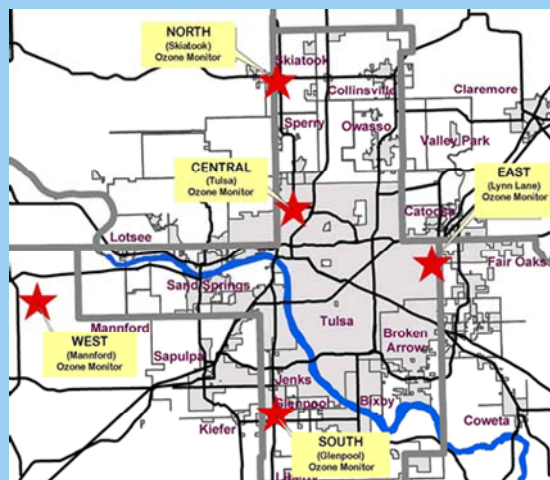 NORTH
(Skiatook)
Ozone Monitor
Skiatook
Collinsville
Claremore
Sperry
Owasso
Valley Park
CENTRAL
(Tulsa)
Ozone Monitor
EAST
(Lynn Lane)
Ozone Monitor
Catoosa
Lotsee
Fair Oaks
Sand Springs
Mannford
Tulsa
WEST
(Mannford)
Ozone Monitor
Broken
Arrow
Sapulpa
Jenks
Glenpool
Bixby
Kiefer
Coweta
SOUTH
(Glenpool)
Ozone Monitor